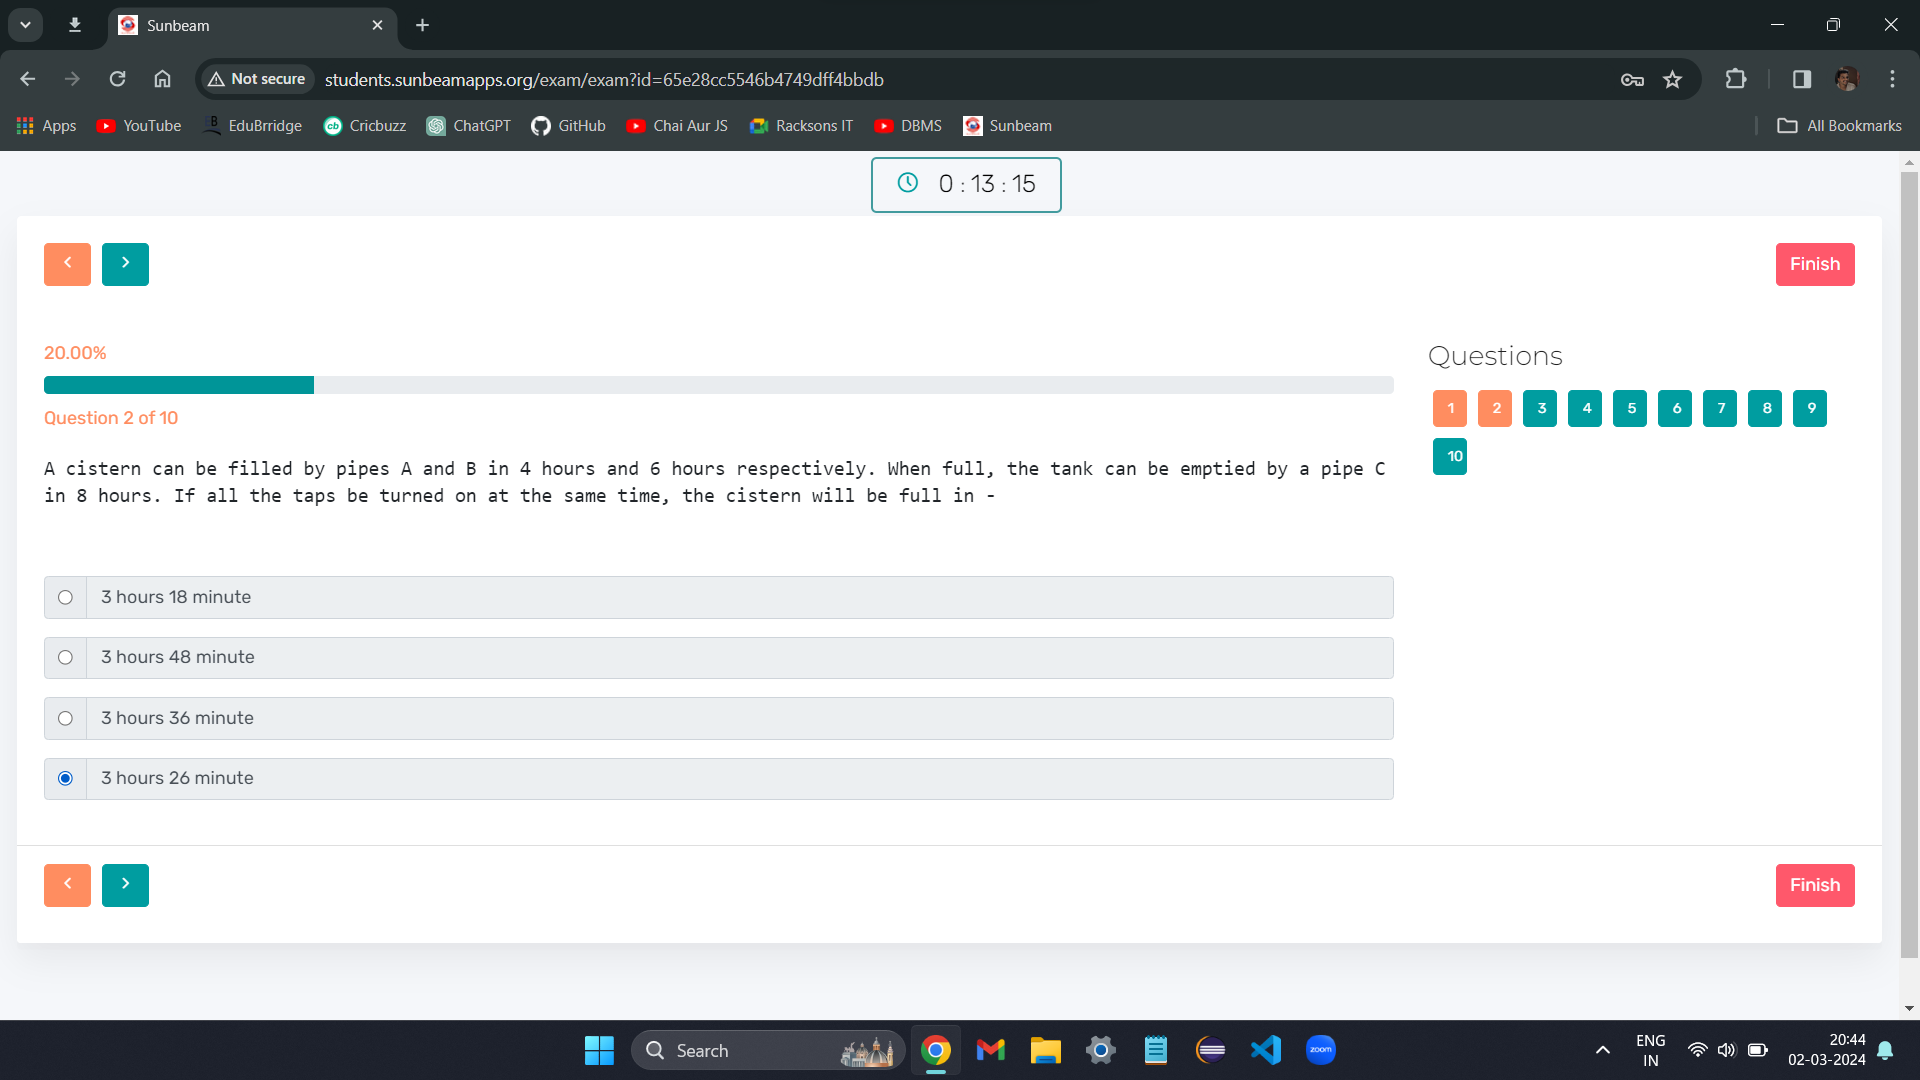 Sunbeam
Not secure
students.sunbeamapps.org/exam/exam?id=65e28cc5546b4749dff4bbdb
Apps
YouTube
EduBrridge
Cricbuzz
ChatGPT
GitHub
Chai Aur JS
Racksons IT
DBMS
Sunbeam
All Bookmarks
0 : 13 : 15
Finish
20.00%
Question 2 of 10
A cistern can be filled by pipes A and B in 4 hours and 6 hours respectively. When full, the tank can be emptied by a pipe C
in 8 hours. If all the taps be turned on at the same time, the cistern will be full in -
3 hours 18 minute
3 hours 48 minute
3 hours 36 minute
3 hours 26 minute
Questions
1 2 3 4 5 6 7 8 9
10
Finish
Search
zoom
ENG
IN
20:44
02-03-2024